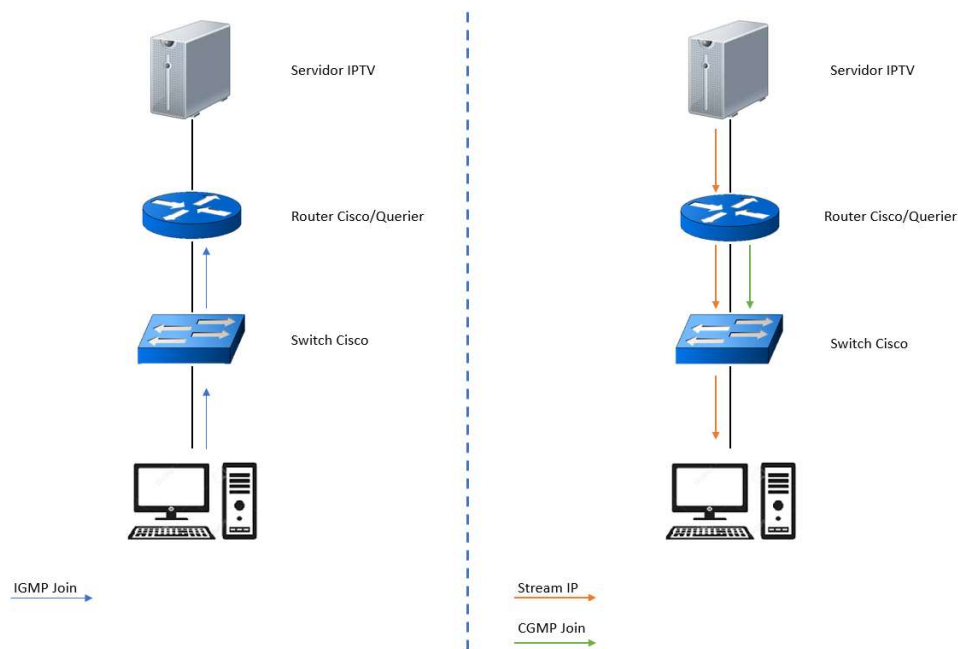 Servidor IPTV
Router Cisco/Querier
Switch Cisco
IGMP Join
Servidor IPTV
Router Cisco/Querier
Switch Cisco
Stream IP
CGMP Join